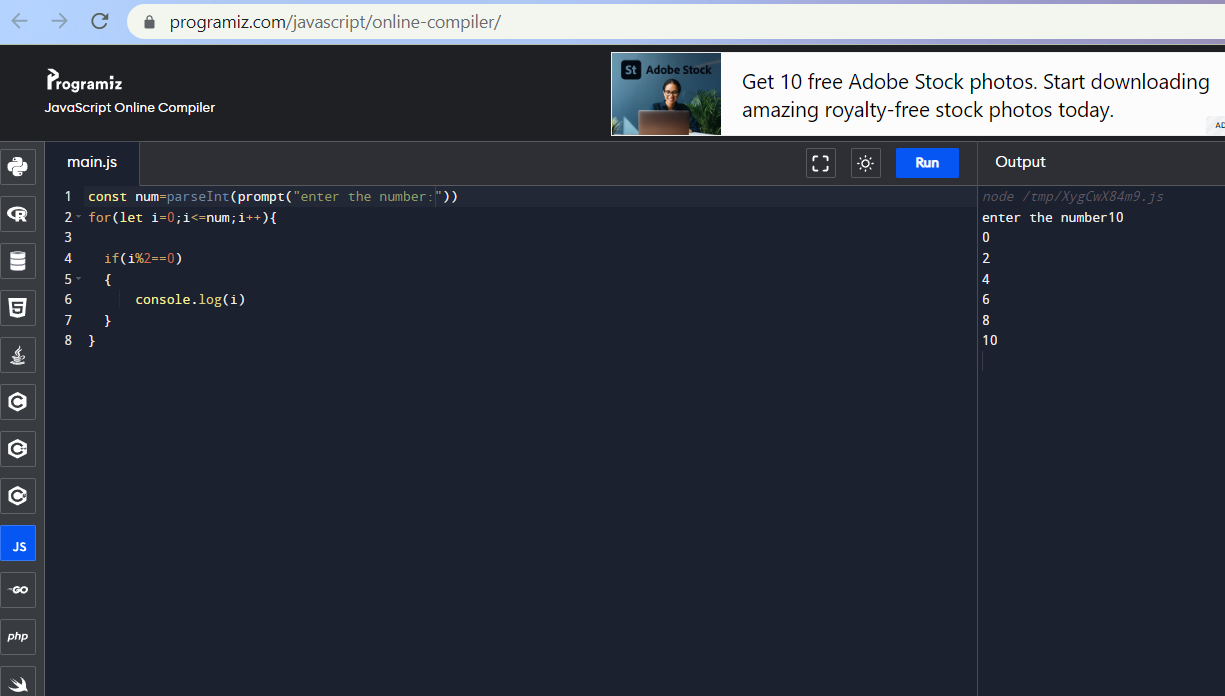 programiz.com/javascript/online-compiler/
Programiz
JavaScript Online Compiler
St Adobe Stock
Get 10 free Adobe Stock photos. Start downloading
amazing royalty-free stock photos today.
AD
main.js
Run
Output
1 const num=parseInt(prompt("enter the number:"))
2 for(let i=0;i<=num;i++){
3
4 if(i%2==0)
5 {
6 console.log(i)
7 }
8 }
node /tmp/XygCwX84m9.js
enter the number10
0
2
4
6
8
10
R
5
C
C
C
JS
GO
php